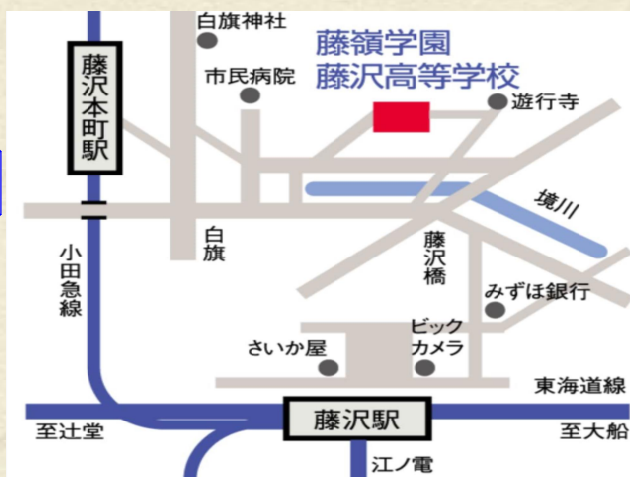 白旗神社
藤嶺学園
藤沢高等学校
市民病院
遊行寺
藤沢本町駅
境川
白旗
藤沢橋
小田急線
みずほ銀行
ビック
カメラ
さいか屋
東海道線
藤沢駅
至辻堂
至大船
江ノ電